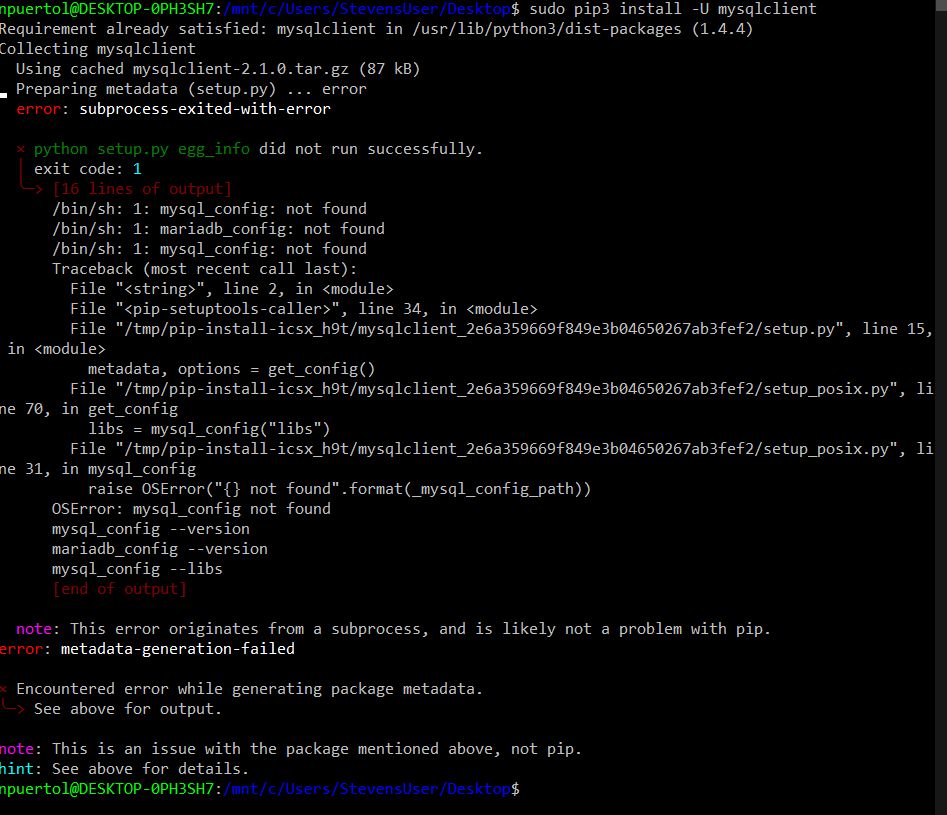 npuertol@DESKTOP-0PH3SH7:/mnt/c/Users/StevensUser/Desktop$ sudo pip3 install -U mysqlclient
Requirement already satisfied: mysqlclient in /usr/lib/python3/dist-packages (1.4.4)
Collecting mysqlclient
  Using cached mysqlclient-2.1.0.tar.gz (87 kB)
  Preparing metadata (setup.py) ... error
  error: subprocess-exited-with-error

  × python setup.py egg_info did not run successfully.
  │ exit code: 1
  ╰─> [16 lines of output]
      /bin/sh: 1: mysql_config: not found
      /bin/sh: 1: mariadb_config: not found
      /bin/sh: 1: mysql_config: not found
      Traceback (most recent call last):
        File "<string>", line 2, in <module>
        File "<pip-setuptools-caller>", line 34, in <module>
        File "/tmp/pip-install-icsx_h9t/mysqlclient_2e6a359669f849e3b04650267ab3fef2/setup.py", line 15,
 in <module>
          metadata, options = get_config()
        File "/tmp/pip-install-icsx_h9t/mysqlclient_2e6a359669f849e3b04650267ab3fef2/setup_posix.py", li
ne 70, in get_config
          libs = mysql_config("libs")
        File "/tmp/pip-install-icsx_h9t/mysqlclient_2e6a359669f849e3b04650267ab3fef2/setup_posix.py", li
ne 31, in mysql_config
          raise OSError("{} not found".format(_mysql_config_path))
      OSError: mysql_config not found
      mysql_config --version
      mariadb_config --version
      mysql_config --libs
      [end of output]

  note: This error originates from a subprocess, and is likely not a problem with pip.
error: metadata-generation-failed

× Encountered error while generating package metadata.
╰─> See above for output.

note: This is an issue with the package mentioned above, not pip.
hint: See above for details.
npuertol@DESKTOP-0PH3SH7:/mnt/c/Users/StevensUser/Desktop$